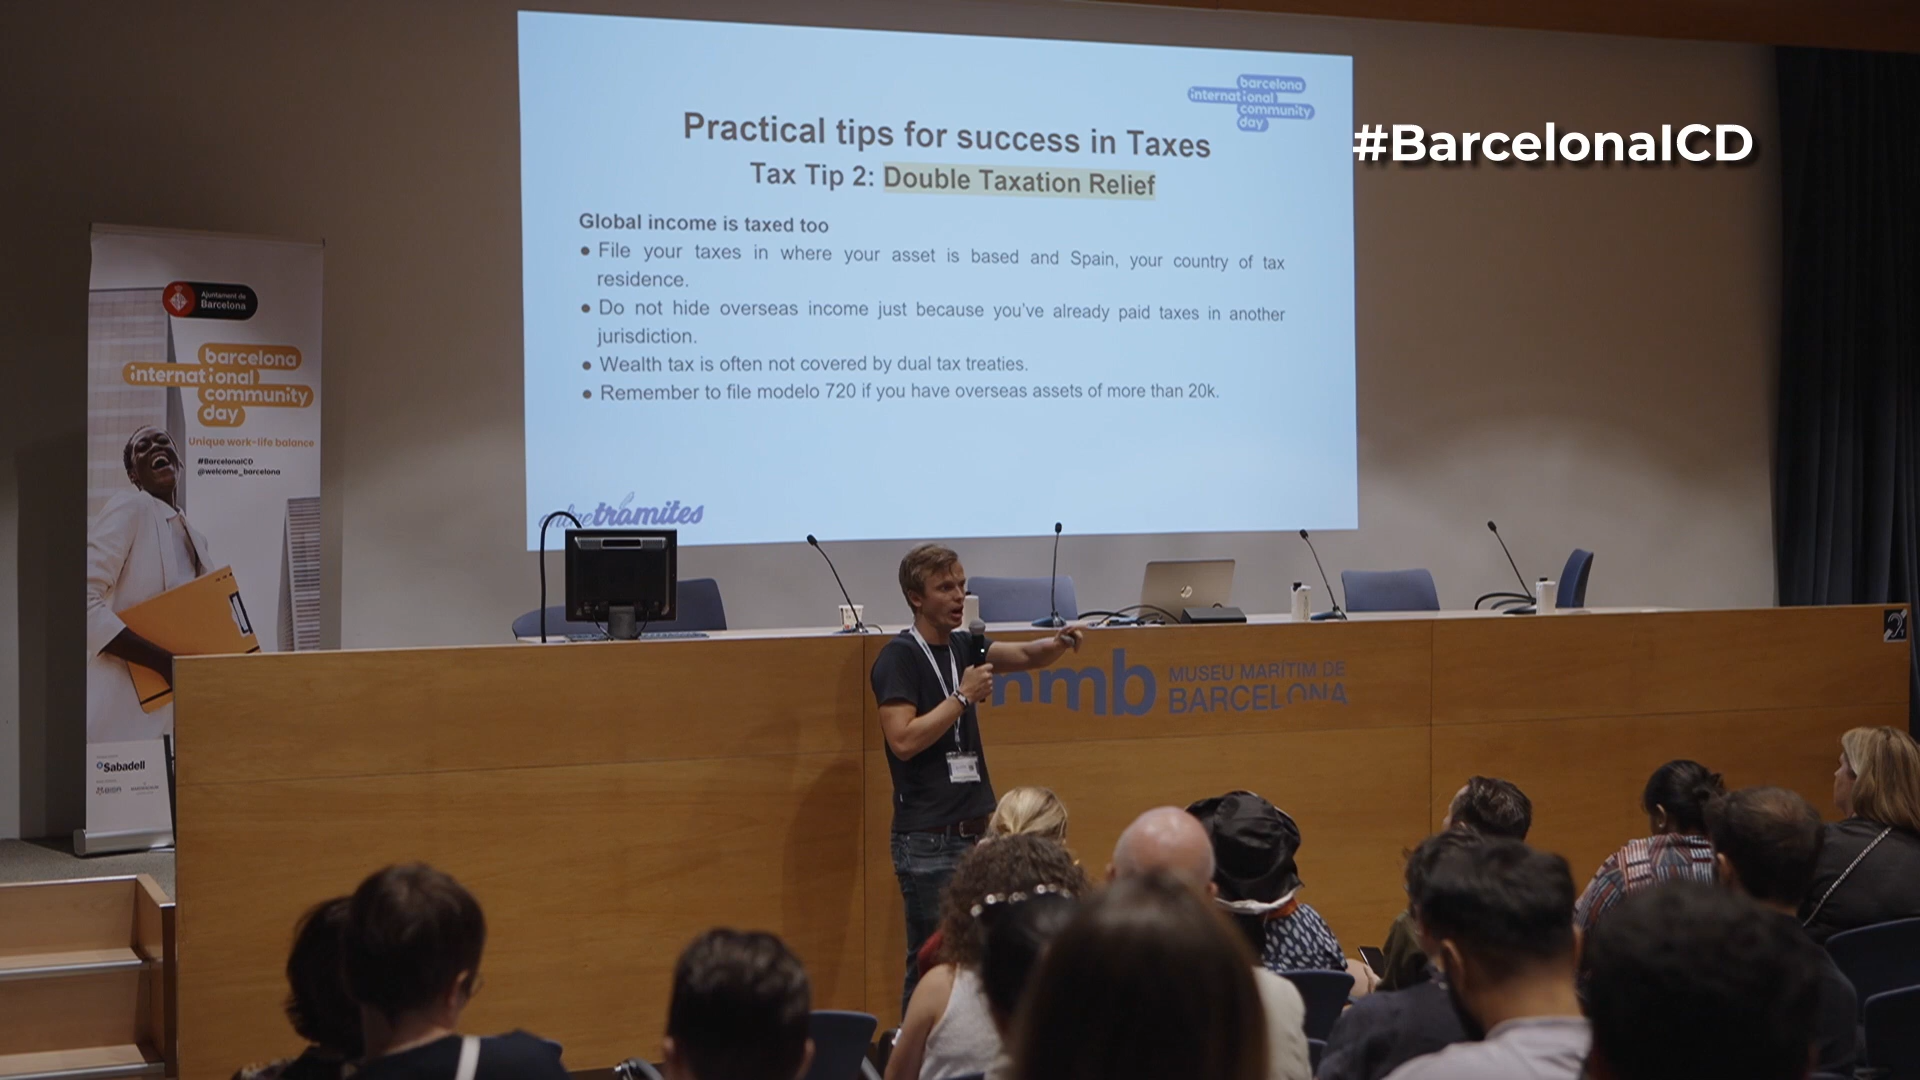 barcelona
international
community
day
#BarcelonaICD
Practical tips for success in Taxes
Tax Tip 2: Double Taxation Relief
Global income is taxed too
● File your taxes in where your asset is based and Spain, your country of tax
residence.
● Do not hide overseas income just because you've already paid taxes in another
jurisdiction.
● Wealth tax is often not covered by dual tax treaties.
● Remember to file modelo 720 if you have overseas assets of more than 20k.
entretrámites
Ajuntament de
Barcelona
barcelona
international
community
day
Unique work-life balance
#BarcelonaICD
@welcome_barcelona
Sabadell
mmb
MUSEU MARÍTIM DE
BARCELONA